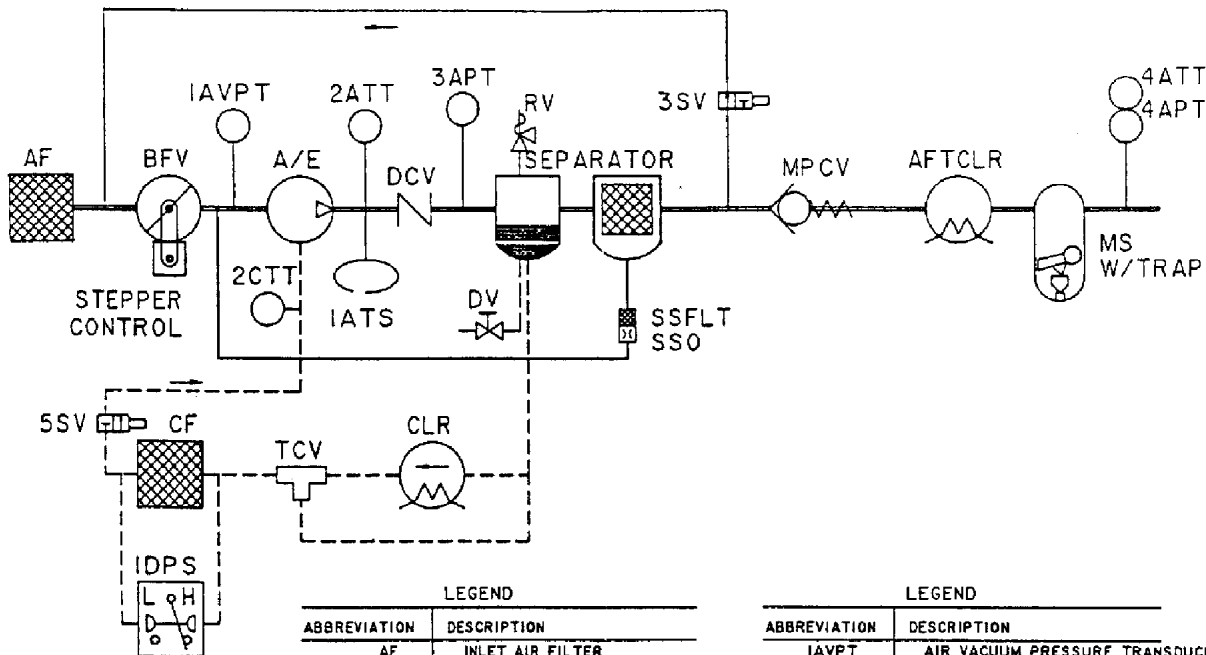 1AVPT
2ATT
3APT
RV
3SV
4ATT
4APT
AF
BFV
A/E
DCV
SEPARATOR
MPCV
AFTCLR
STEPPER
CONTROL
2CTT
1ATS
DV
SSFLT
SSO
MS
W/TRAP
5SV
CF
TCV
CLR
1DPS
L H
P
LEGEND
ABBREVIATION DESCRIPTION
AF INLET AIR FILTER
LEGEND
ABBREVIATION DESCRIPTION
1AVPT AIR VACUUM PRESSURE TRANSDUC